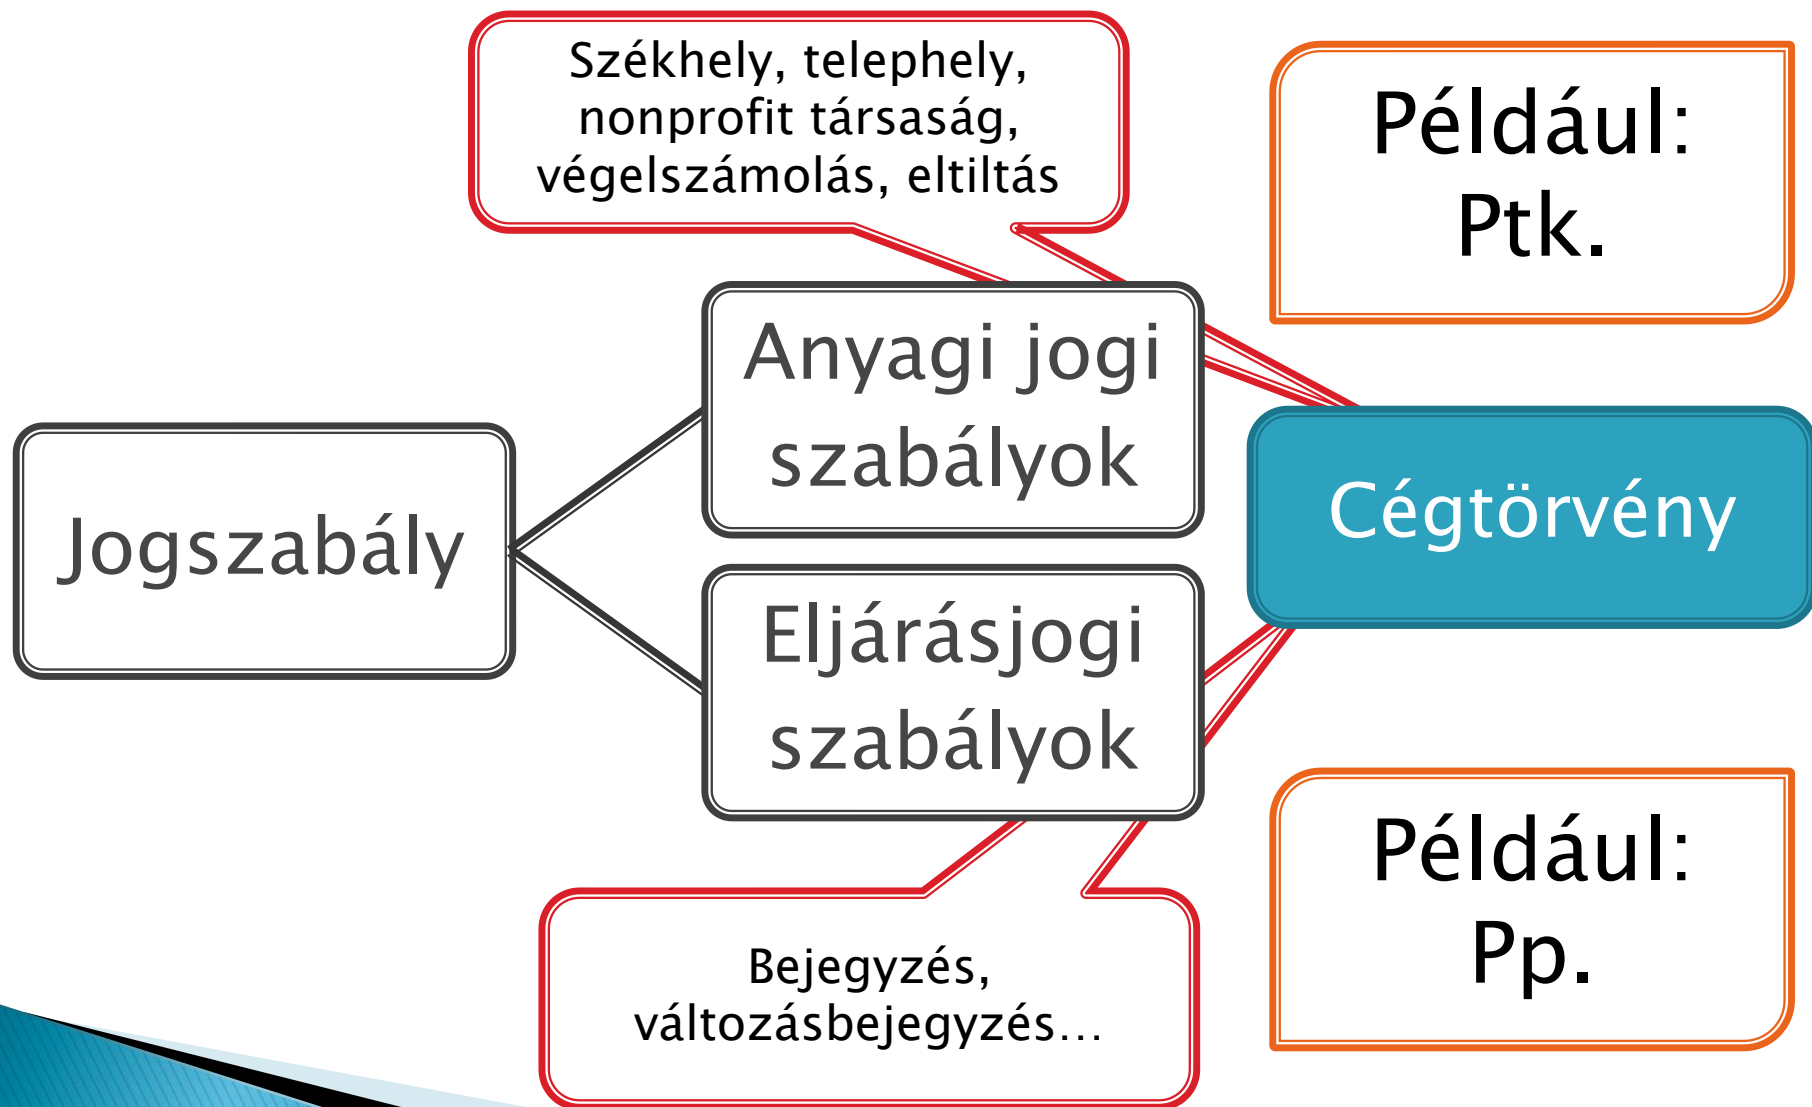 Székhely, telephely,
nonprofit társaság,
végelszámolás, eltiltás
Például:
Ptk.
Anyagi jogi
szabályok
Cégtörvény
Jogszabály
Eljárásjogi
szabályok
Például:
Pp.
Bejegyzés,
változásbejegyzés...